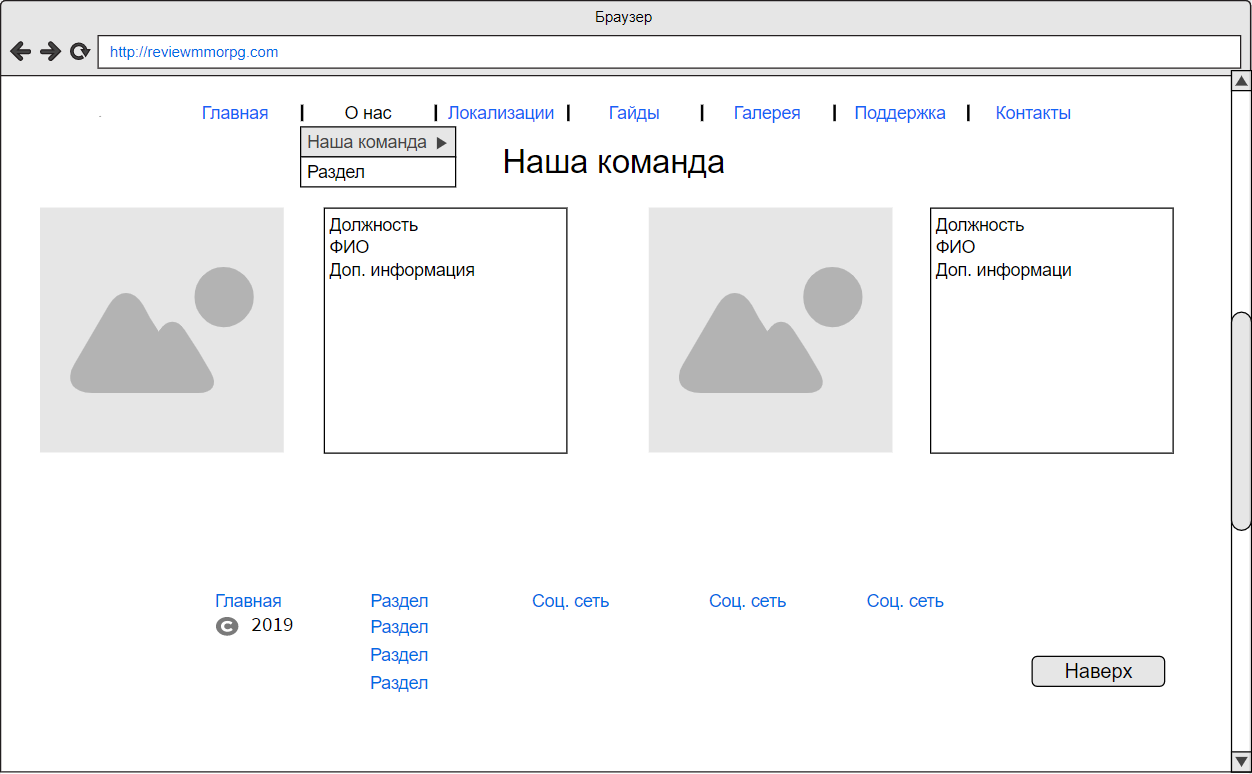 Браузер
http://reviewmmorpg.com
Главная | О нас | Локализации | Гайды | Галерея | Поддержка | Контакты
Наша команда
Раздел
Наша команда
Должность
ФИО
Доп. информация
Должность
ФИО
Доп. информаци
Главная
© 2019
Раздел
Раздел
Раздел
Раздел
Соц. сеть
Соц. сеть
Соц. сеть
Наверх